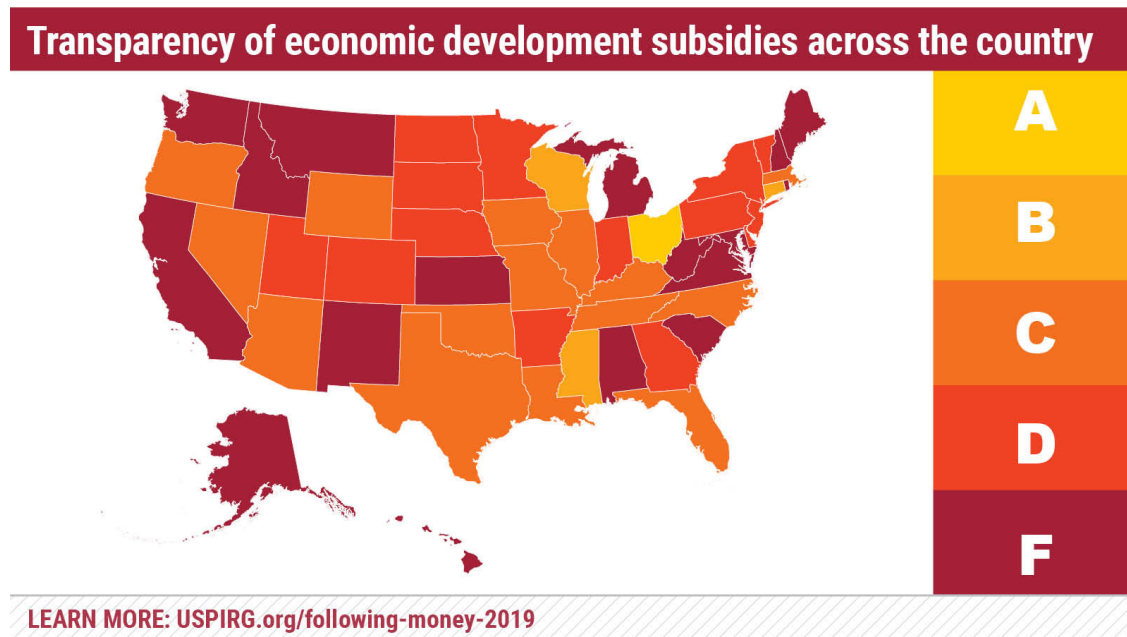 Transparency of economic development subsidies across the country
A
B
C
D
F
LEARN MORE: USPIRG.org/following-money-2019